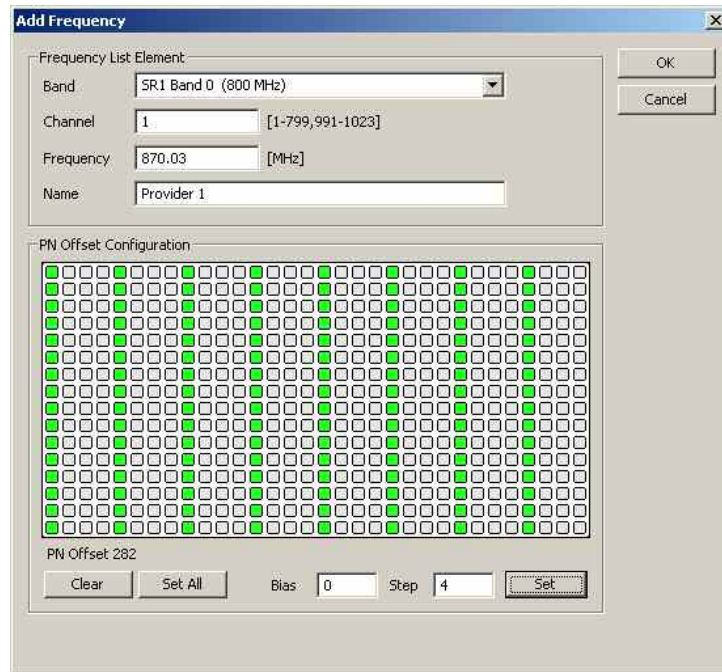 Add Frequency
Frequency List Element
OK
Band SR1 Band 0 (800 MHz)
Cancel
Channel 1 [1-799,991-1023]
Frequency 870.03 [MHz]
Name Provider 1
PN Offset Configuration
PN Offset 282
Clear Set All Bias 0 Step 4 Set